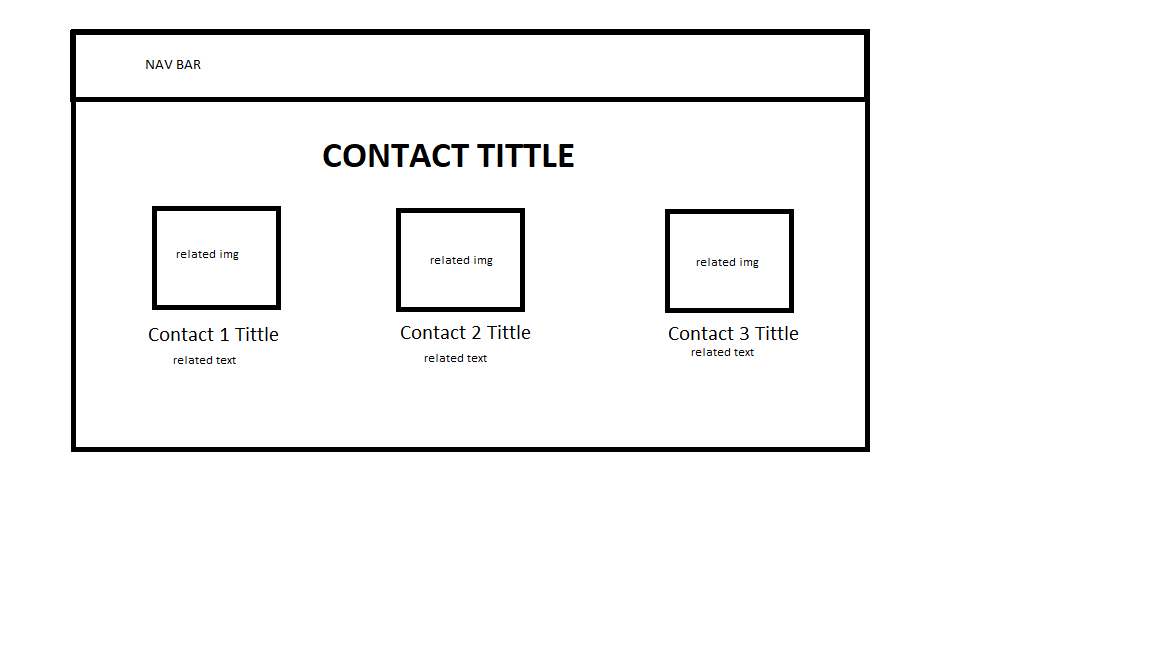 NAV BAR
CONTACT TITTLE
related img
related img
related img
Contact 1 Tittle
Contact 2 Tittle
Contact 3 Tittle
related text
related text
related text